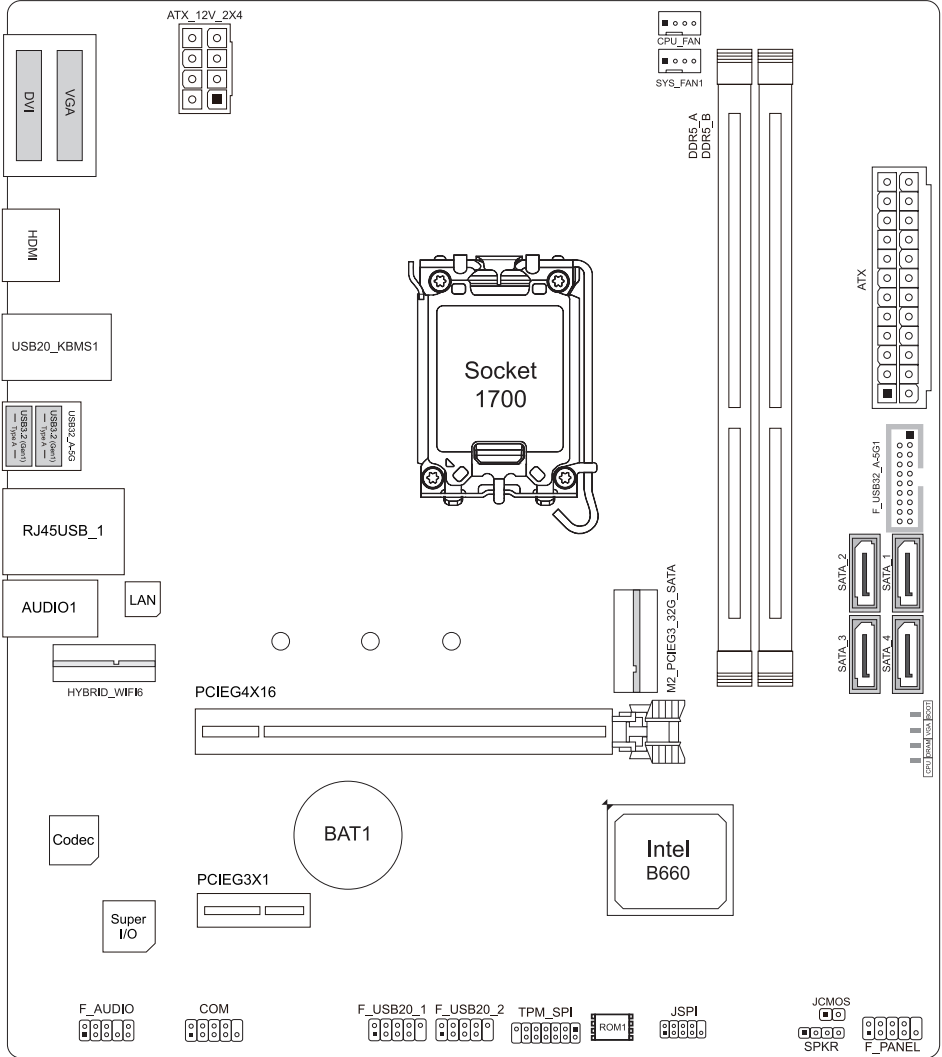 ATX_12V_2X4
CPU_FAN
SYS_FAN1
DVI
VGA
DDR5_A
DDR5_B
HDMI
ATX
USB20_KBMS1
Socket
1700
USB3.2 (Gen1)
Type A
USB3.2 (Gen1)
Type A
USB32_A-5G
F_USB32_A-5G1
RJ45USB_1
SATA_2
SATA_1
LAN
AUDIO1
M2_PCIEG3_32G_SATA
SATA_3
SATA_4
HYBRID_WIFI6
PCIEG4X16
CPU DRAM VGA BOOT
BAT1
Codec
Intel
B660
PCIEG3X1
Super
I/O
F_AUDIO
COM
F_USB20_1
F_USB20_2
TPM_SPI
ROM1
JSPI
JCMOS
SPKR
F_PANEL